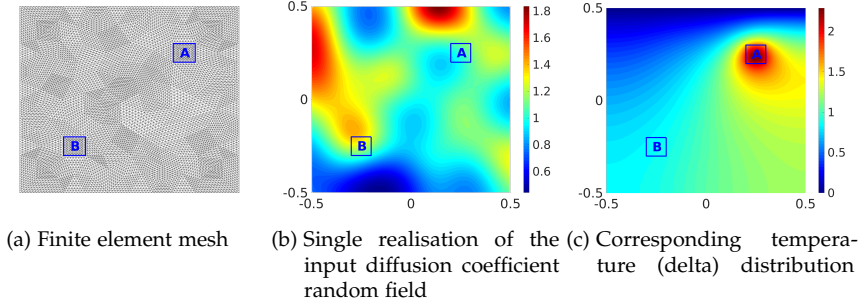 A
B
0.5
0
-0.5
-0.5
0
0.5
A
B
1.8
1.6
1.4
1.2
1
0.8
0.6
0.5
0
-0.5
-0.5
0
0.5
A
B
2
1.5
1
0.5
0
(a) Finite element mesh
(b) Single realisation of the
input diffusion coefficient
random field
(c) Corresponding tempera-
ture (delta) distribution